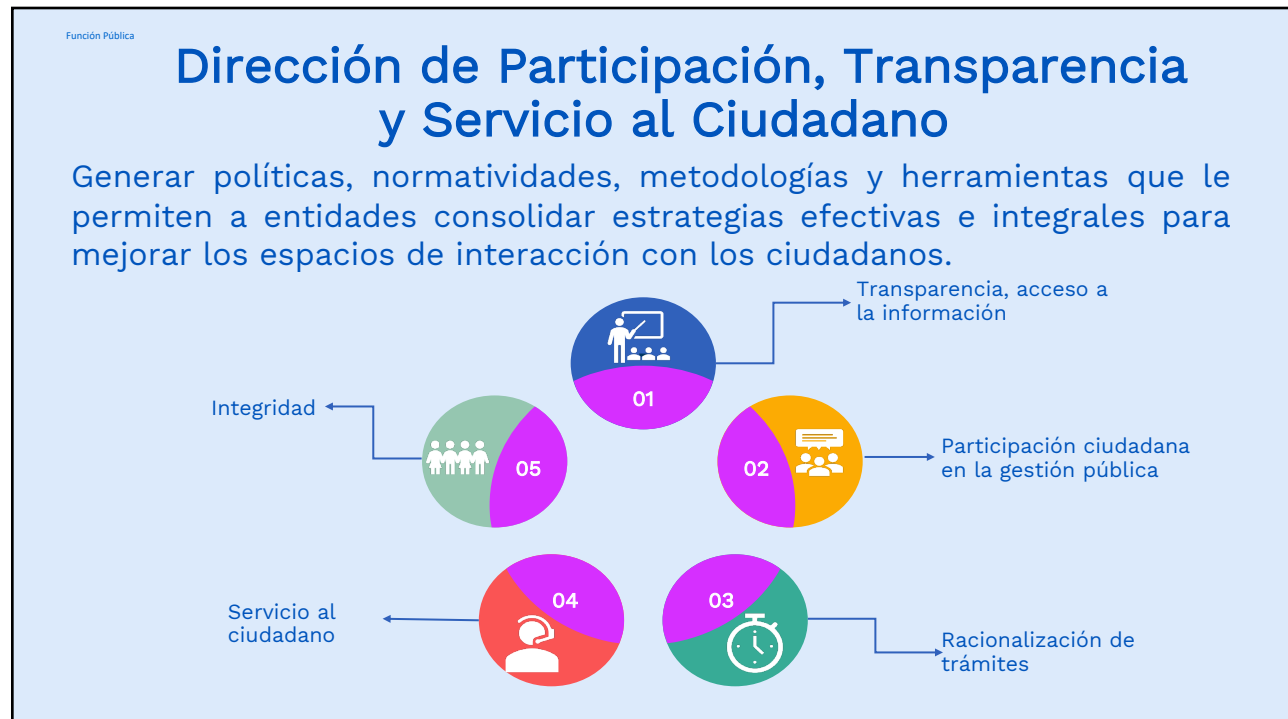 Función Pública
Dirección de Participación, Transparencia
y Servicio al Ciudadano
Generar políticas, normatividades, metodologías y herramientas que le
permiten a entidades consolidar estrategias efectivas e integrales para
mejorar los espacios de interacción con los ciudadanos.
Transparencia, acceso a
la información
01
Participación ciudadana
en la gestión pública
02
Racionalización de
trámites
03
Servicio al
ciudadano
04
Integridad
05